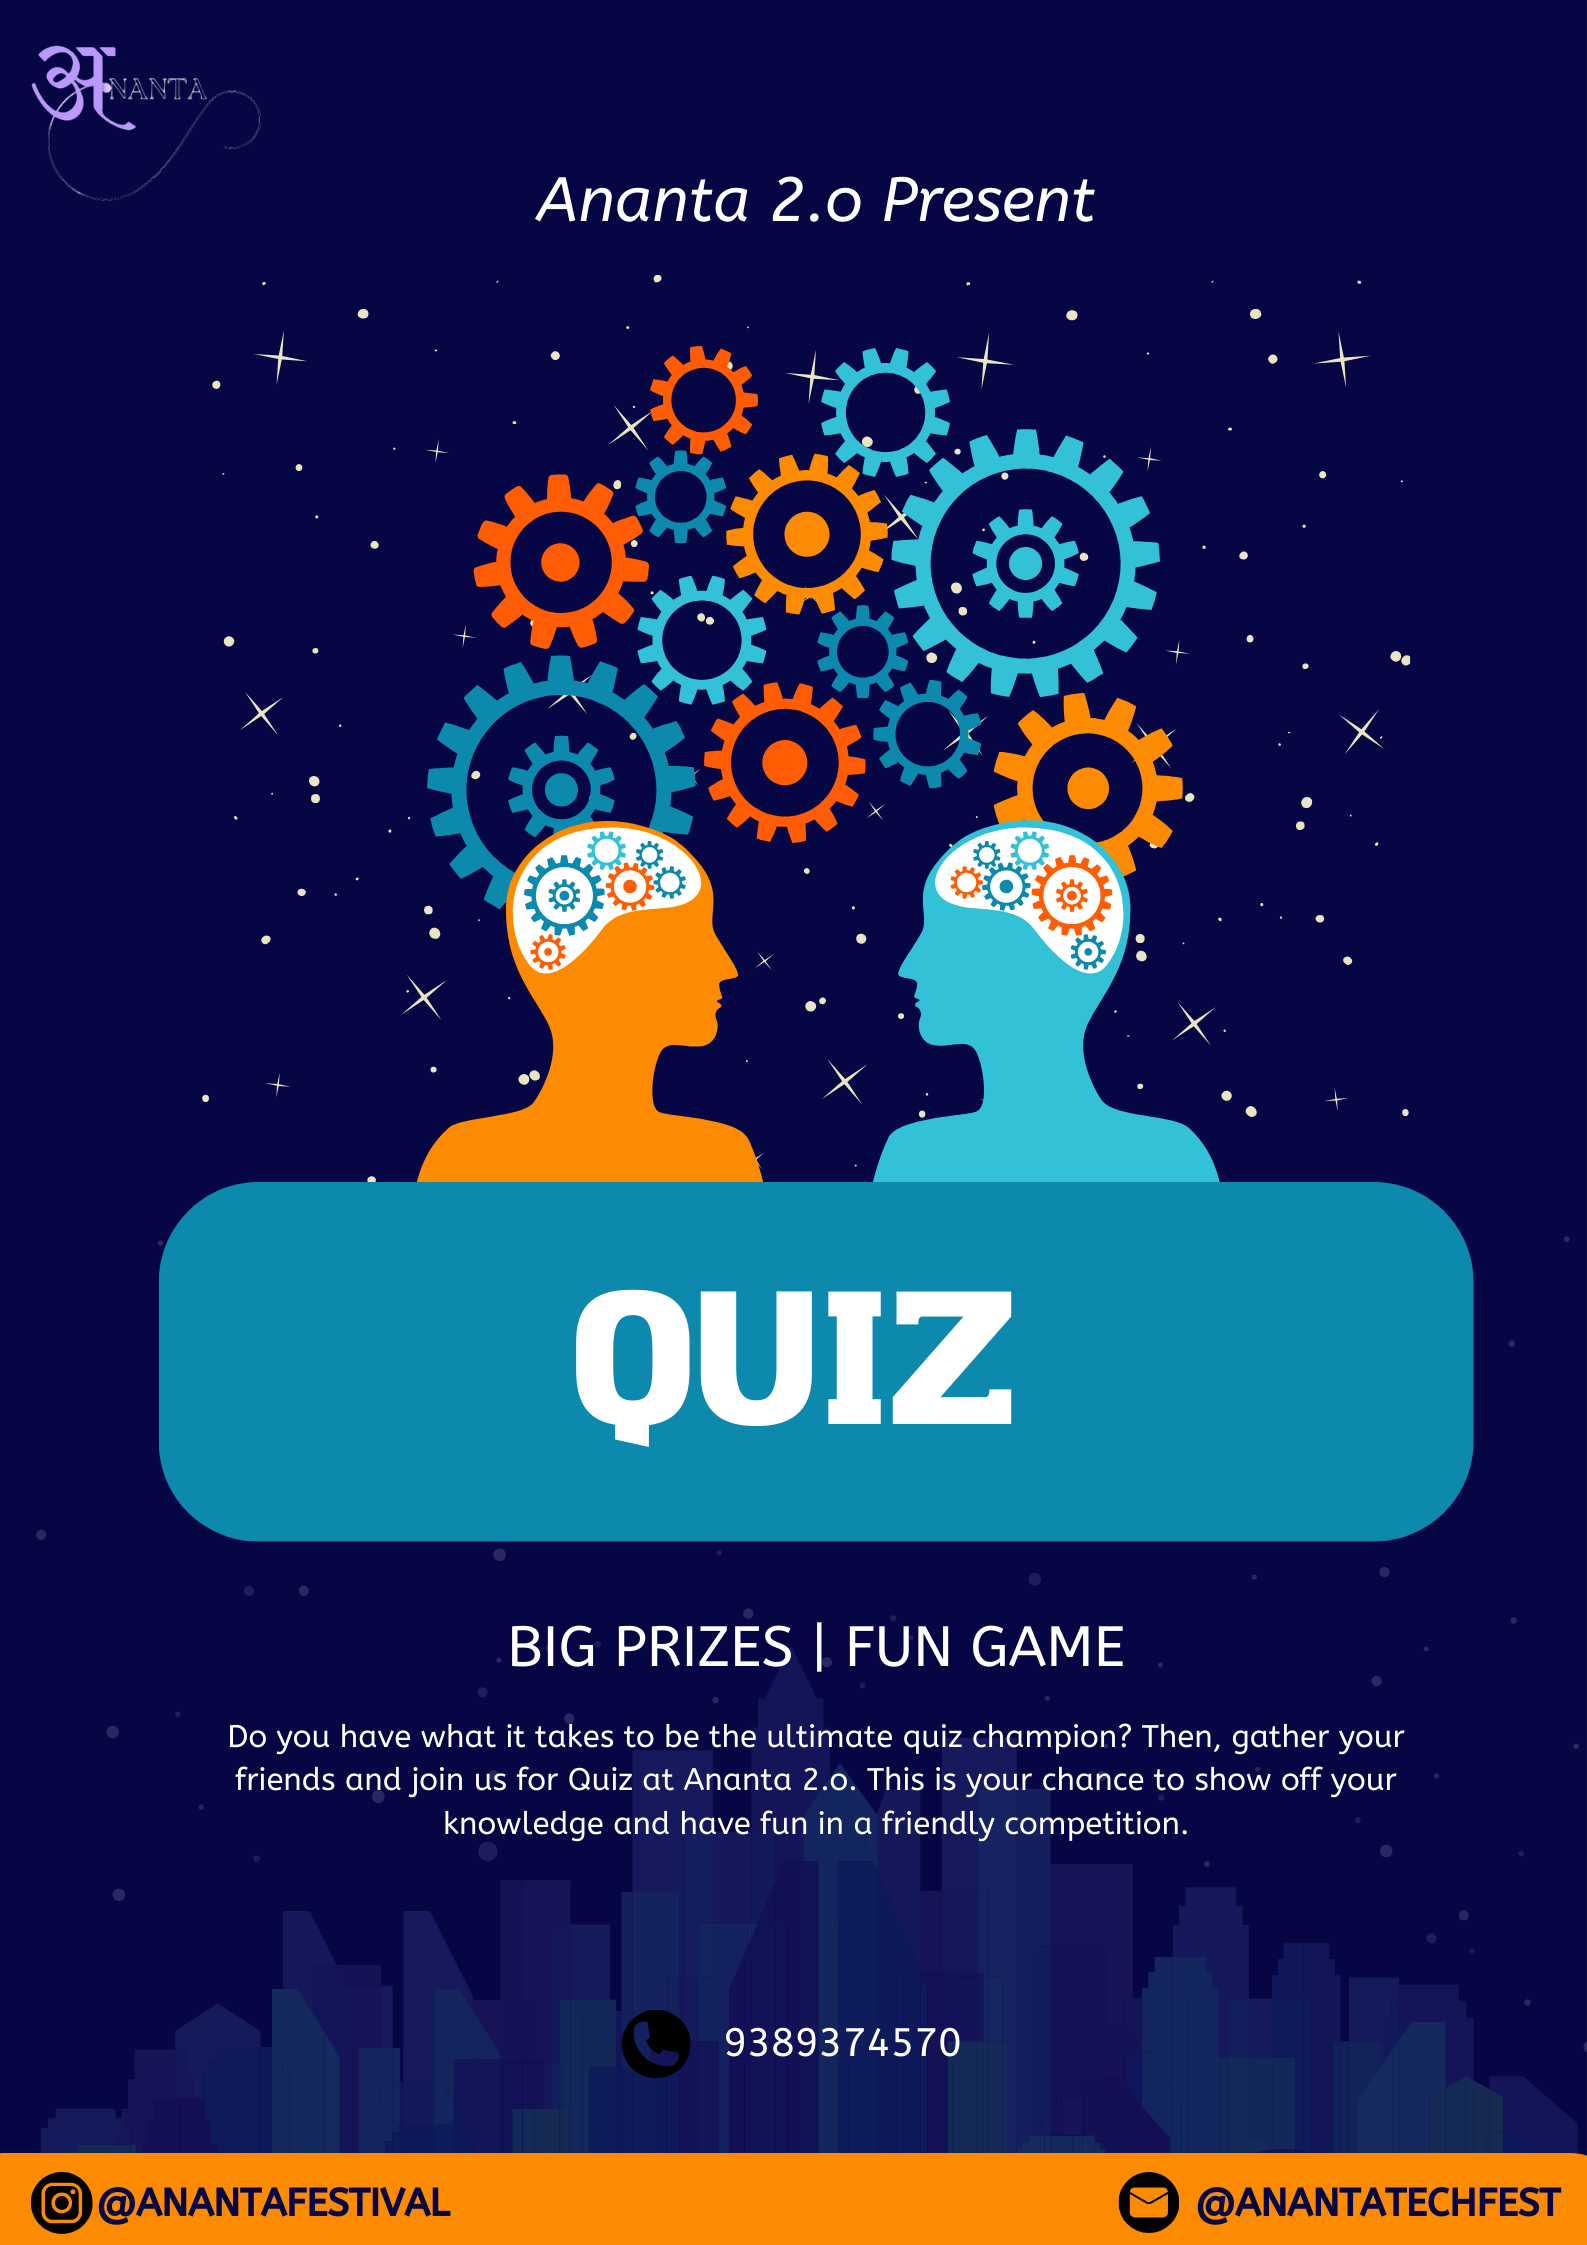 अNANTA
Ananta 2.0 Present
QUIZ
BIG PRIZES | FUN GAME
Do you have what it takes to be the ultimate quiz champion? Then, gather your
friends and join us for Quiz at Ananta 2.0. This is your chance to show off your
knowledge and have fun in a friendly competition.
9389374570
@ANANTAFESTIVAL
@ANANTATECHFEST